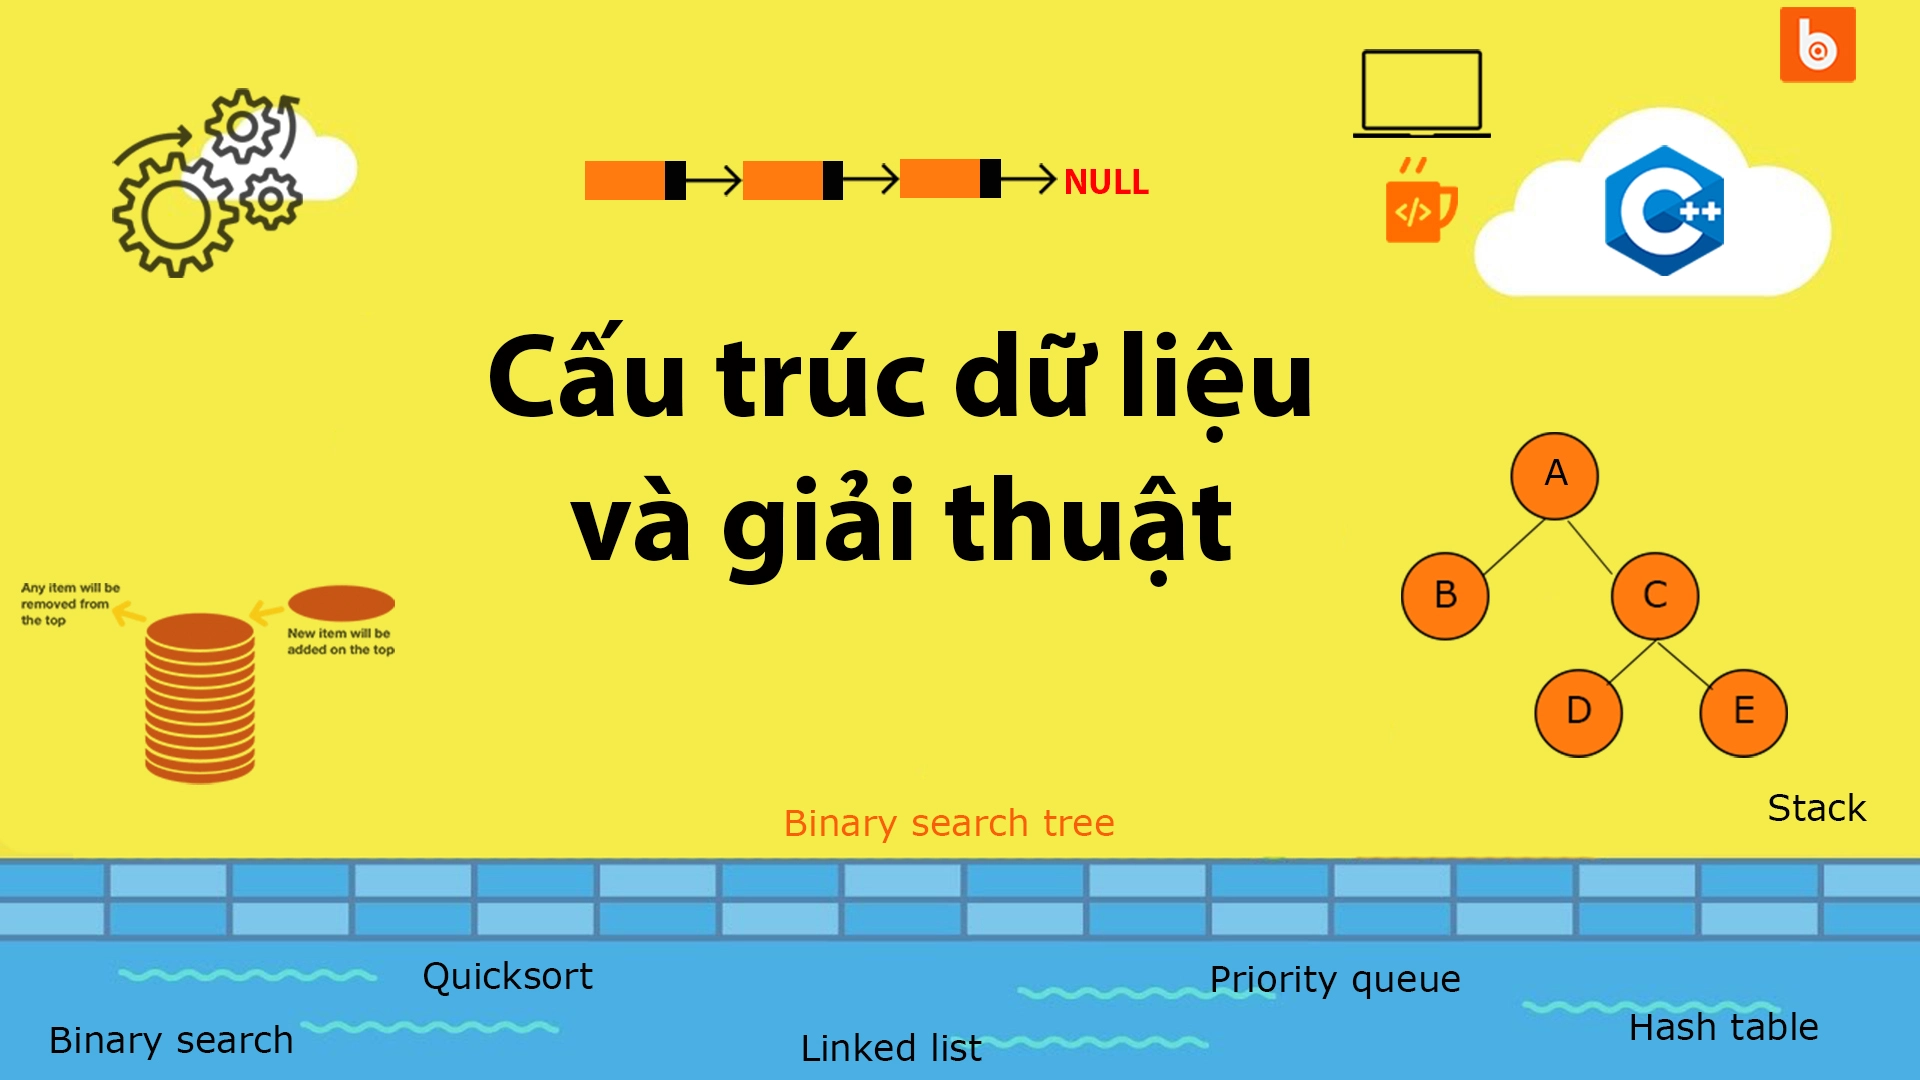 NULL
</>
C++
Cấu trúc dữ liệu
và giải thuật
A
B
C
D
E
Any item will be
removed from
the top
New item will be
added on the top
Stack
Binary search tree
Quicksort
Priority queue
Hash table
Binary search
Linked list
b